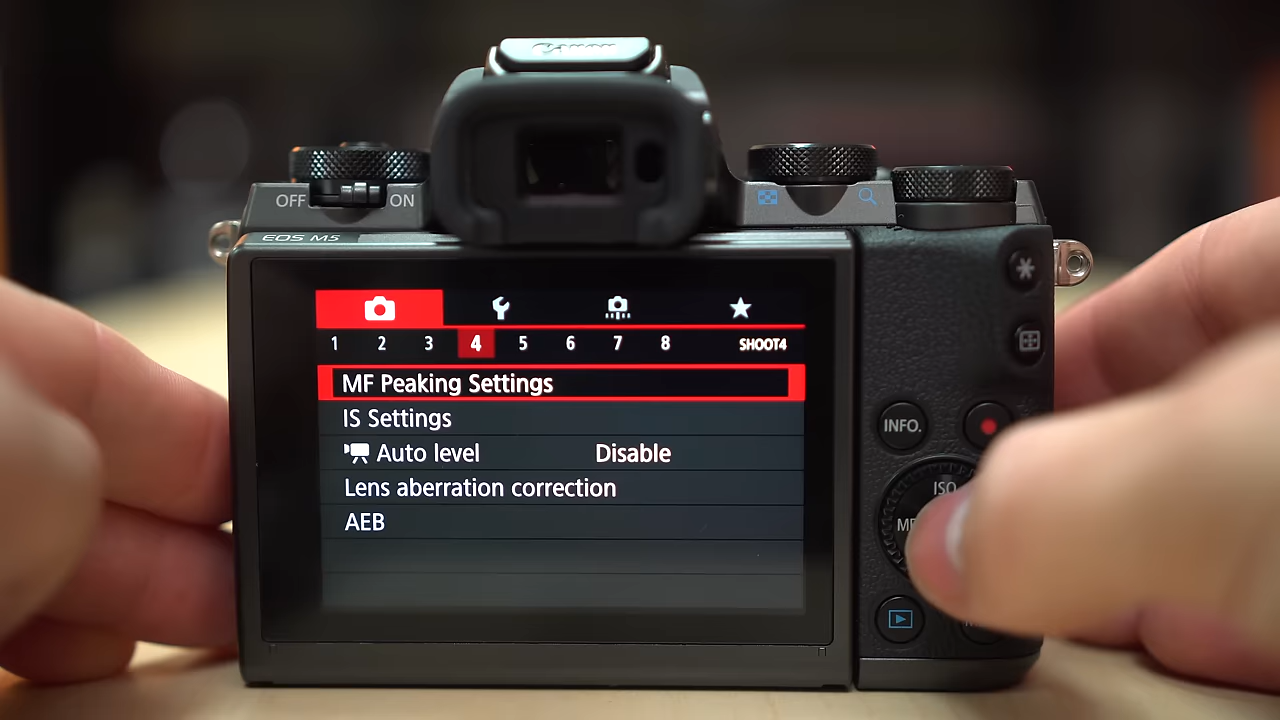 Canon
OFF ON
EOS M5
1 2 3 4 5 6 7 8 SHOOT4
MF Peaking Settings
IS Settings
Auto level Disable
Lens aberration correction
AEB
INFO.
ISO